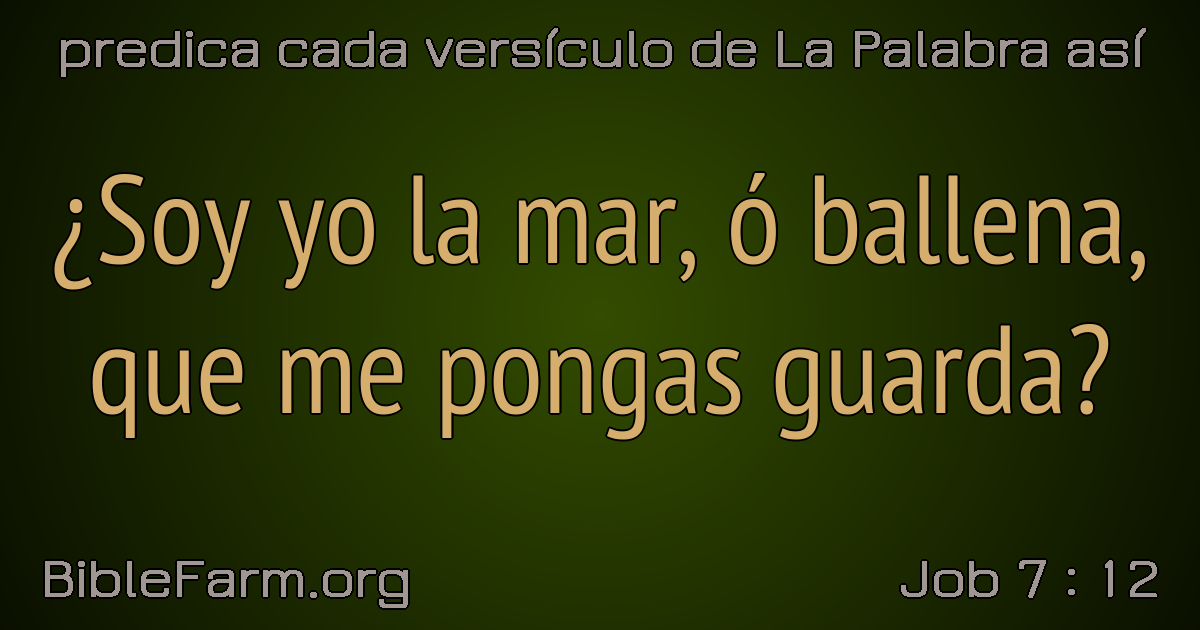 predica cada versículo de La Palabra así
¿Soy yo la mar, ó ballena,
que me pongas guarda?
BibleFarm.org
Job 7 : 12